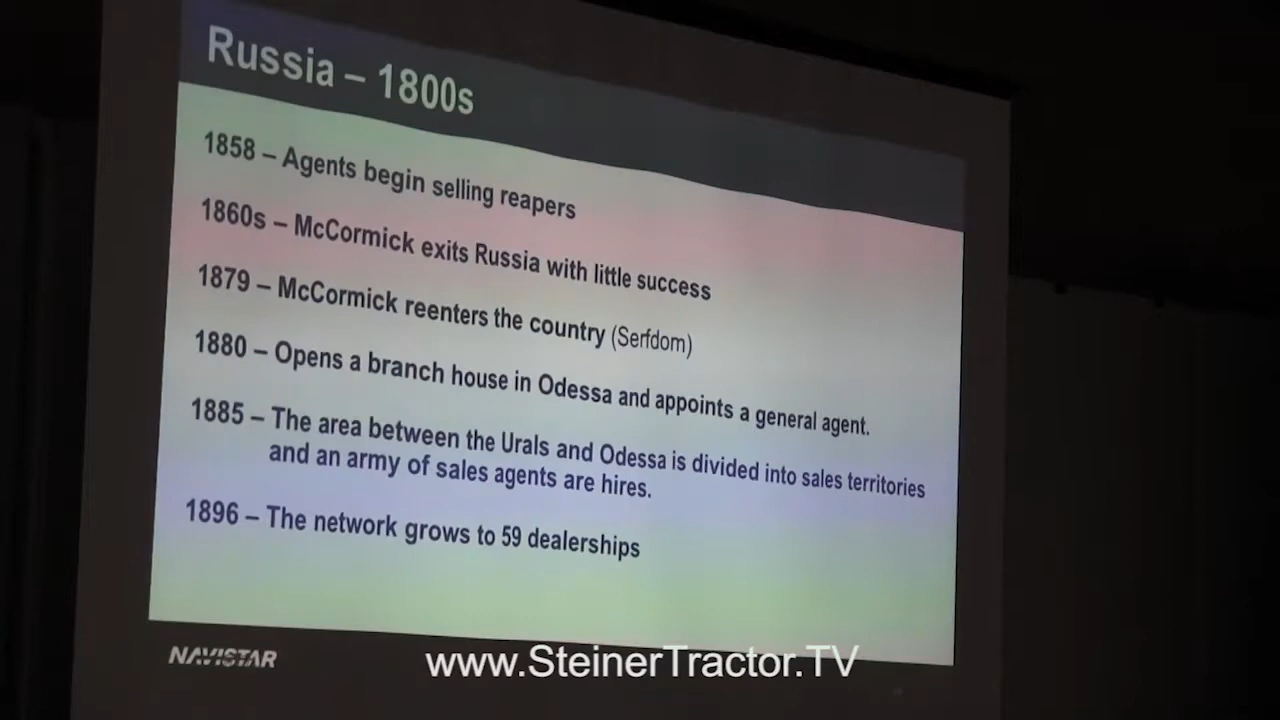 Russia – 1800s
1858 – Agents begin selling reapers
1860s – McCormick exits Russia with little success
1879 – McCormick reenters the country (Serfdom)
1880 – Opens a branch house in Odessa and appoints a general agent.
1885 – The area between the Urals and Odessa is divided into sales territories
and an army of sales agents are hires.
1896 – The network grows to 59 dealerships
NAVISTAR
www.SteinerTractor.TV